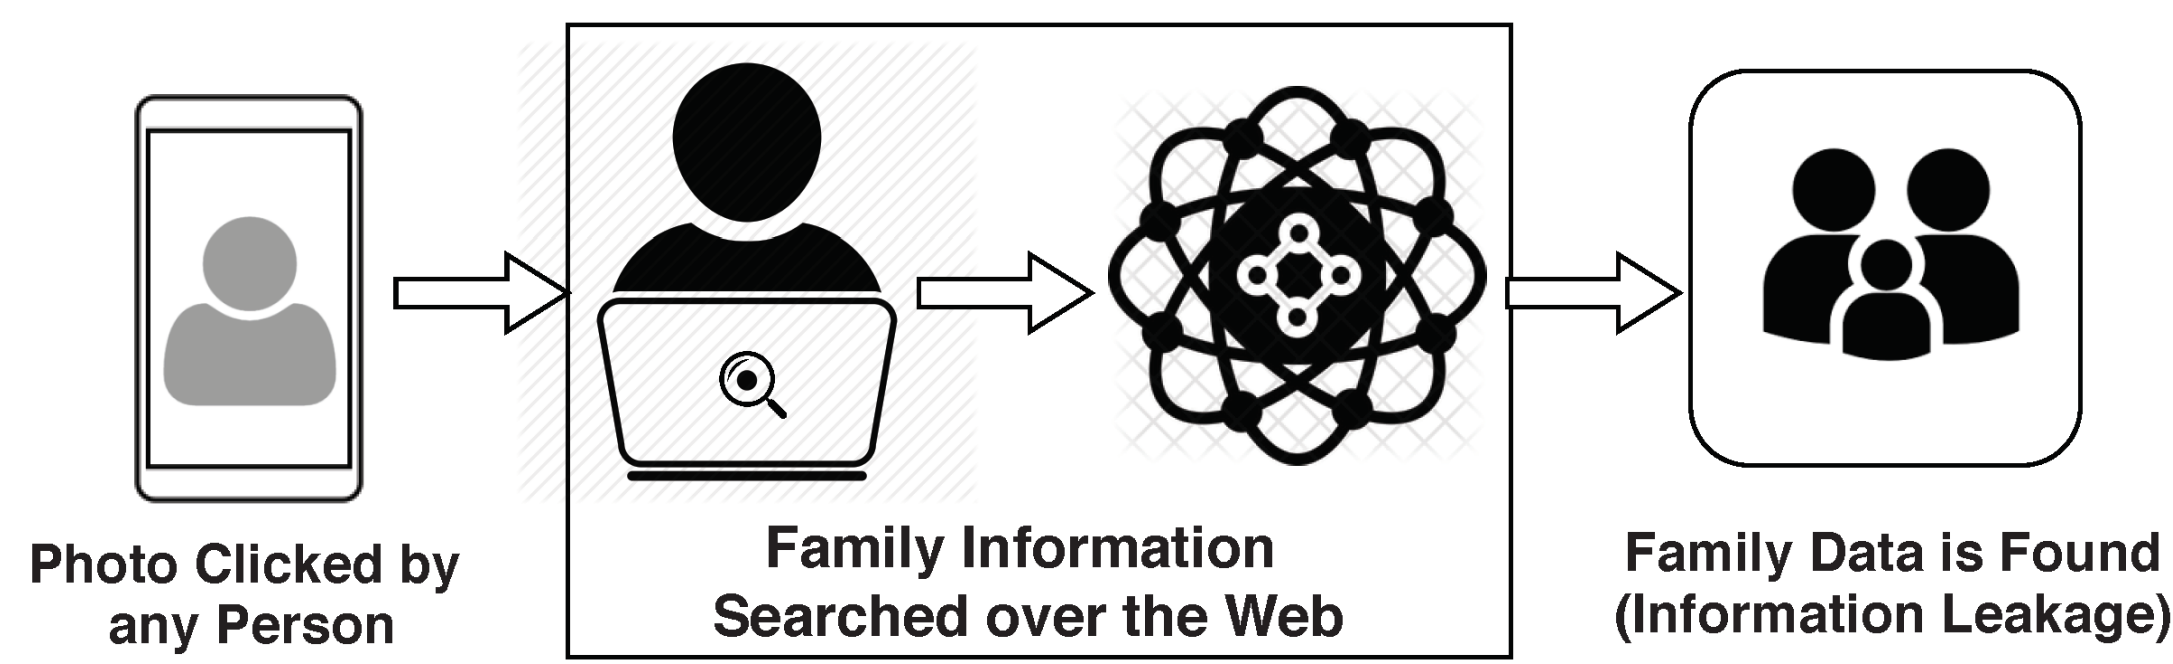 Photo Clicked by
any Person
Family Information
Searched over the Web
Family Data is Found
(Information Leakage)